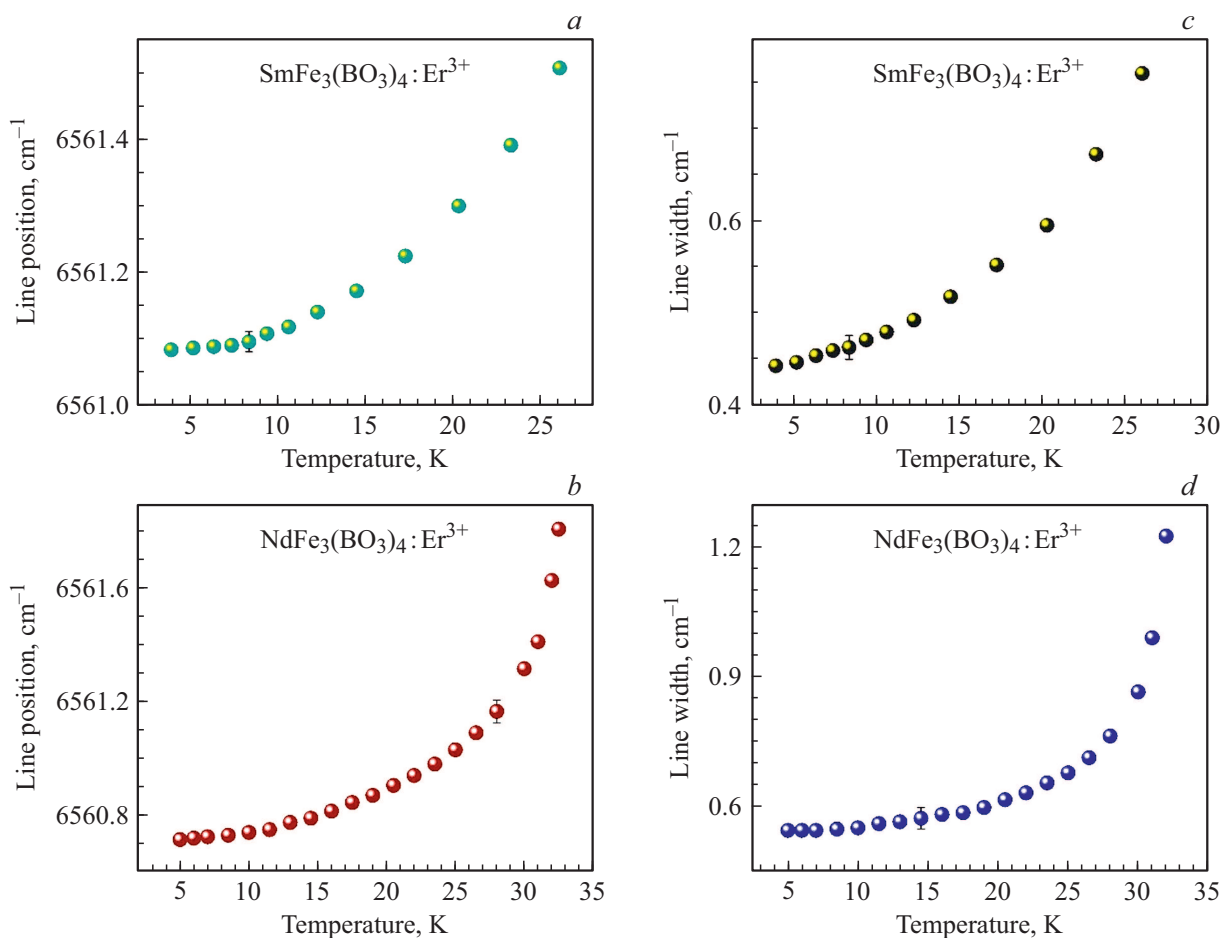 a
SmFe₃(BO₃)₄ : Er³⁺
Line position, cm⁻¹
6561.4
6561.2
6561.0
5 10 15 20 25
Temperature, K
c
SmFe₃(BO₃)₄ : Er³⁺
Line width, cm⁻¹
0.6
0.4
5 10 15 20 25 30
Temperature, K
b
NdFe₃(BO₃)₄ : Er³⁺
Line position, cm⁻¹
6561.6
6561.2
6560.8
5 10 15 20 25 30 35
Temperature, K
d
NdFe₃(BO₃)₄ : Er³⁺
Line width, cm⁻¹
1.2
0.9
0.6
5 10 15 20 25 30 35
Temperature, K